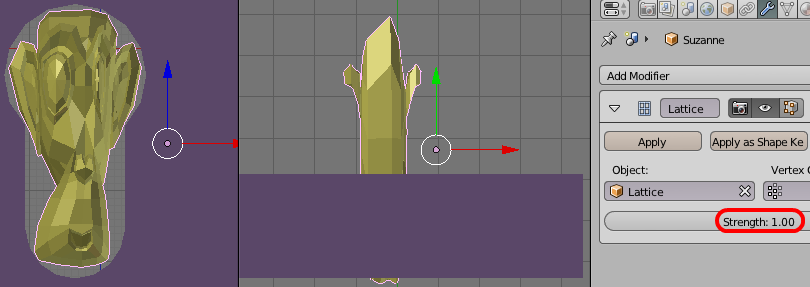 Suzanne
Add Modifier
Lattice
Apply
Apply as Shape Ke
Object:
Vertex
Lattice
Strength: 1.00